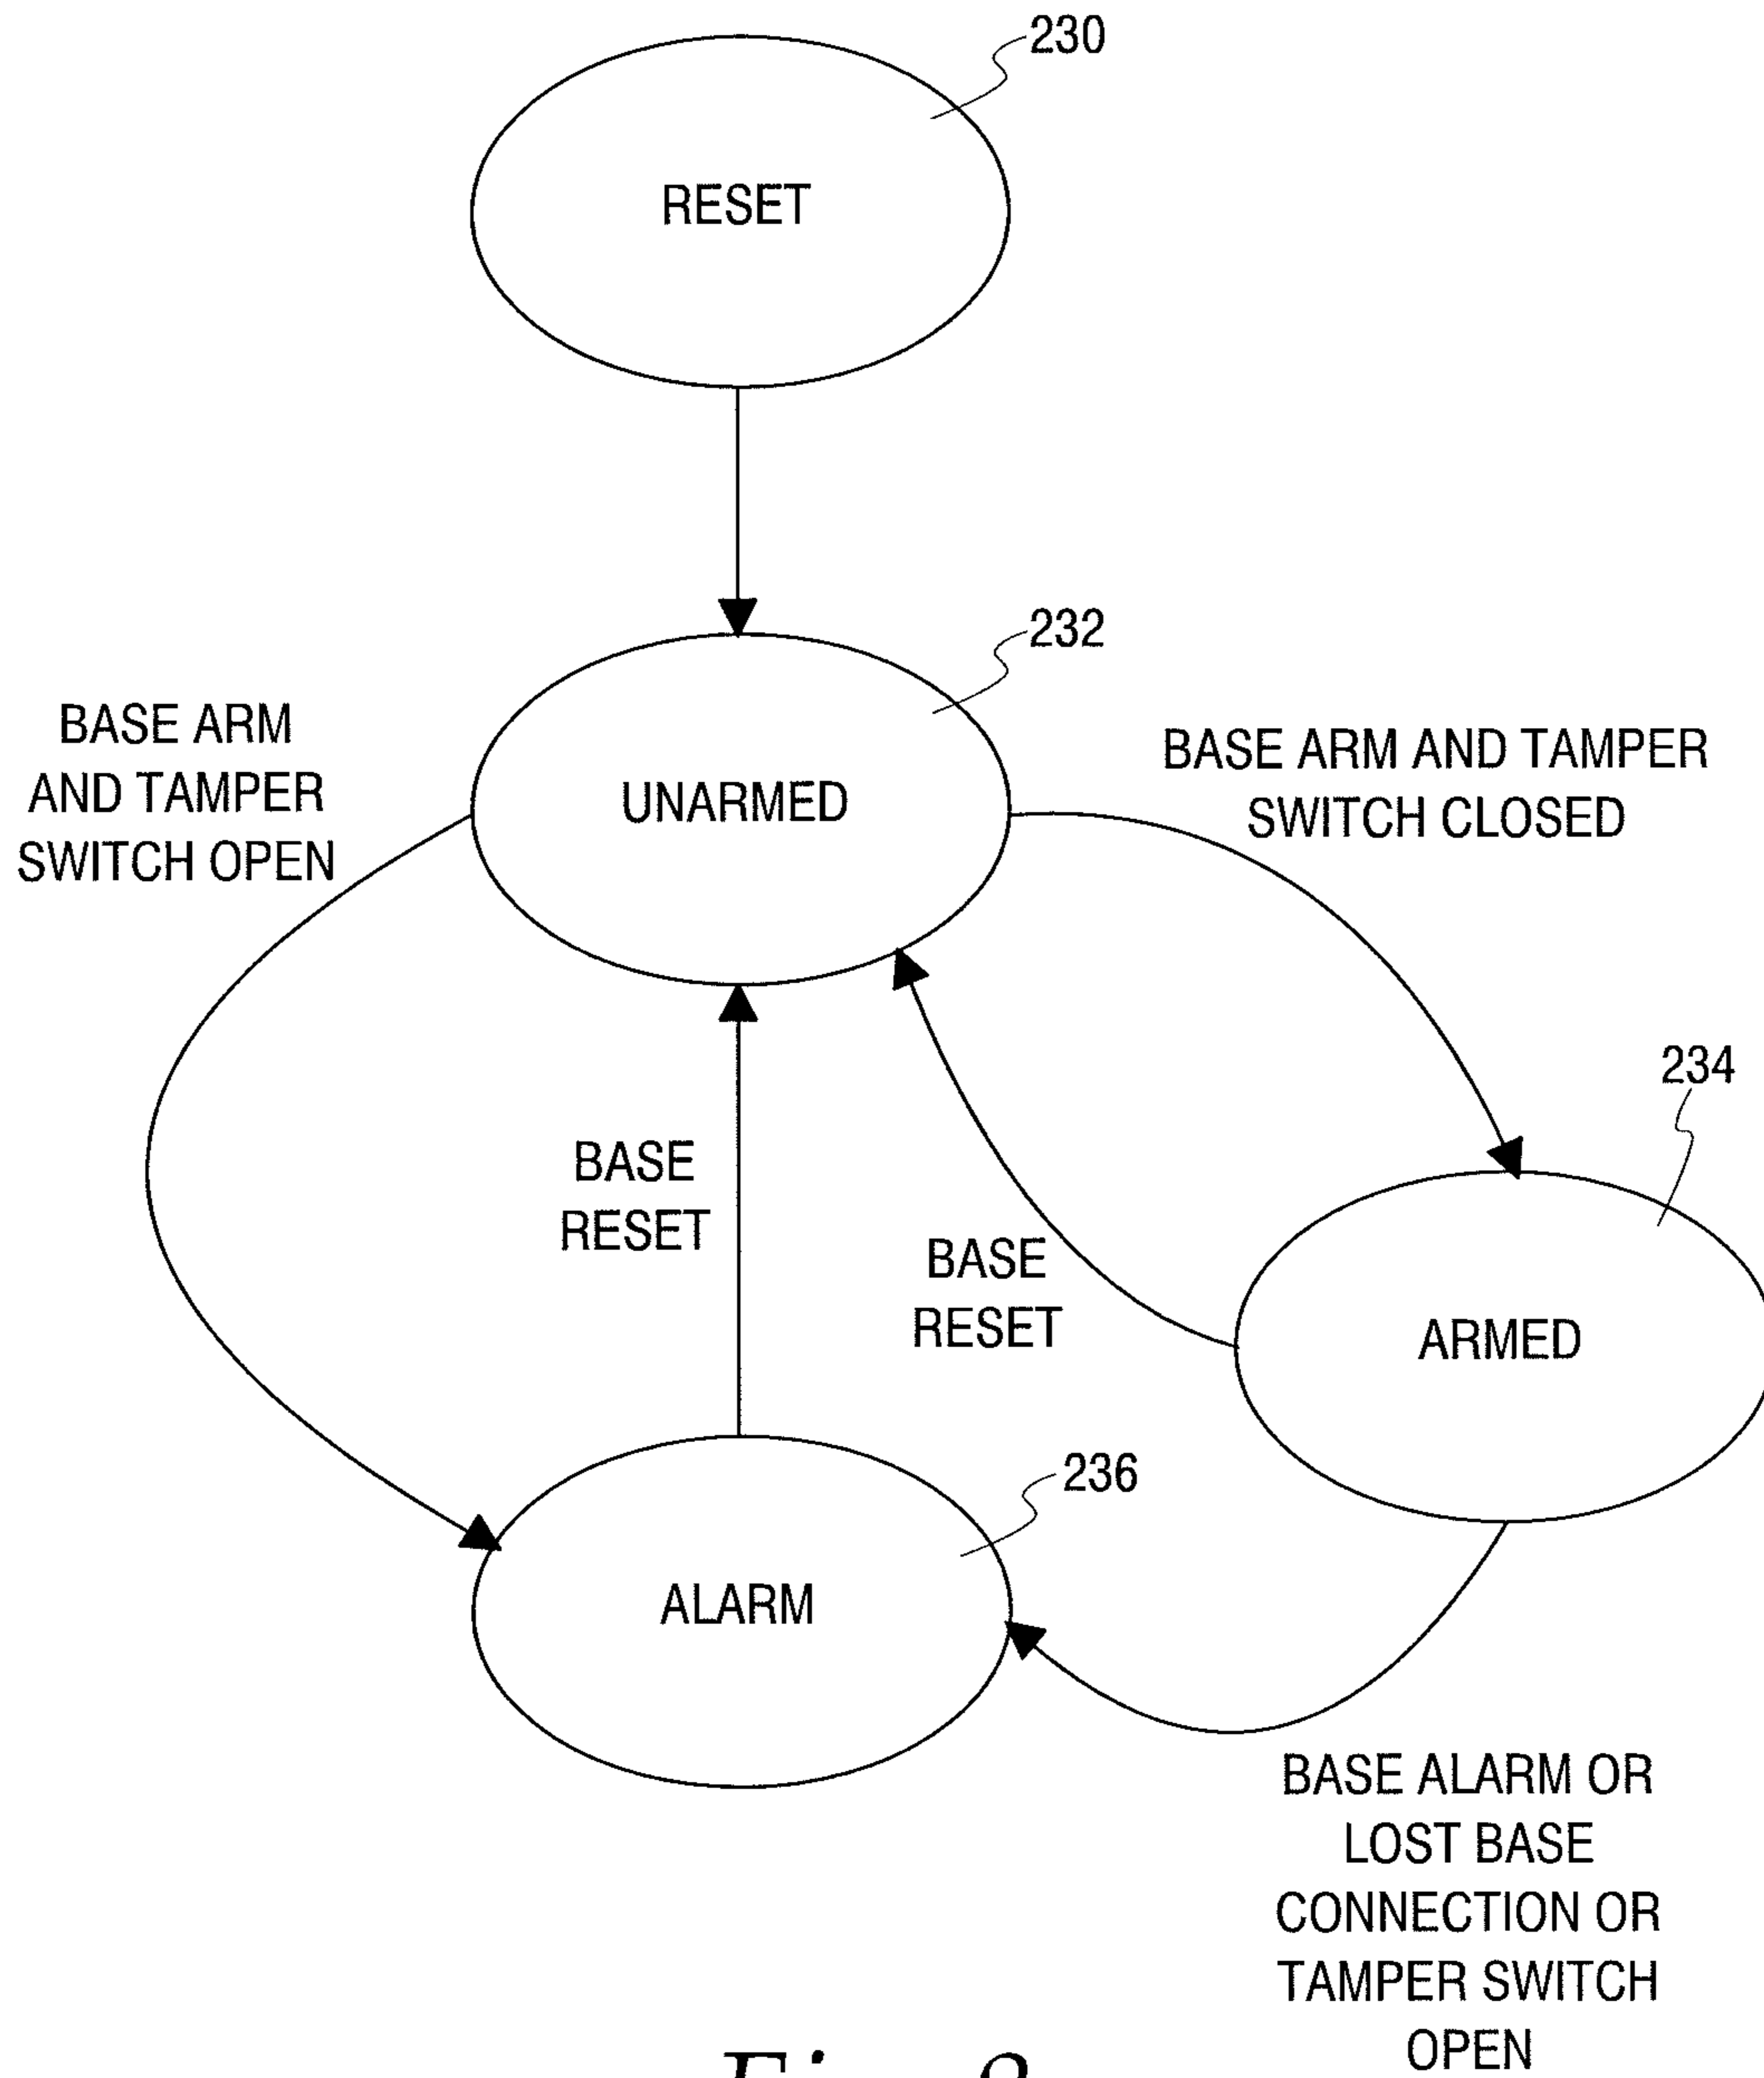 230
RESET
232
BASE ARM
AND TAMPER
SWITCH OPEN
UNARMED
BASE ARM AND TAMPER
SWITCH CLOSED
234
BASE
RESET
BASE
RESET
ARMED
236
ALARM
BASE ALARM OR
LOST BASE
CONNECTION OR
TAMPER SWITCH
OPEN